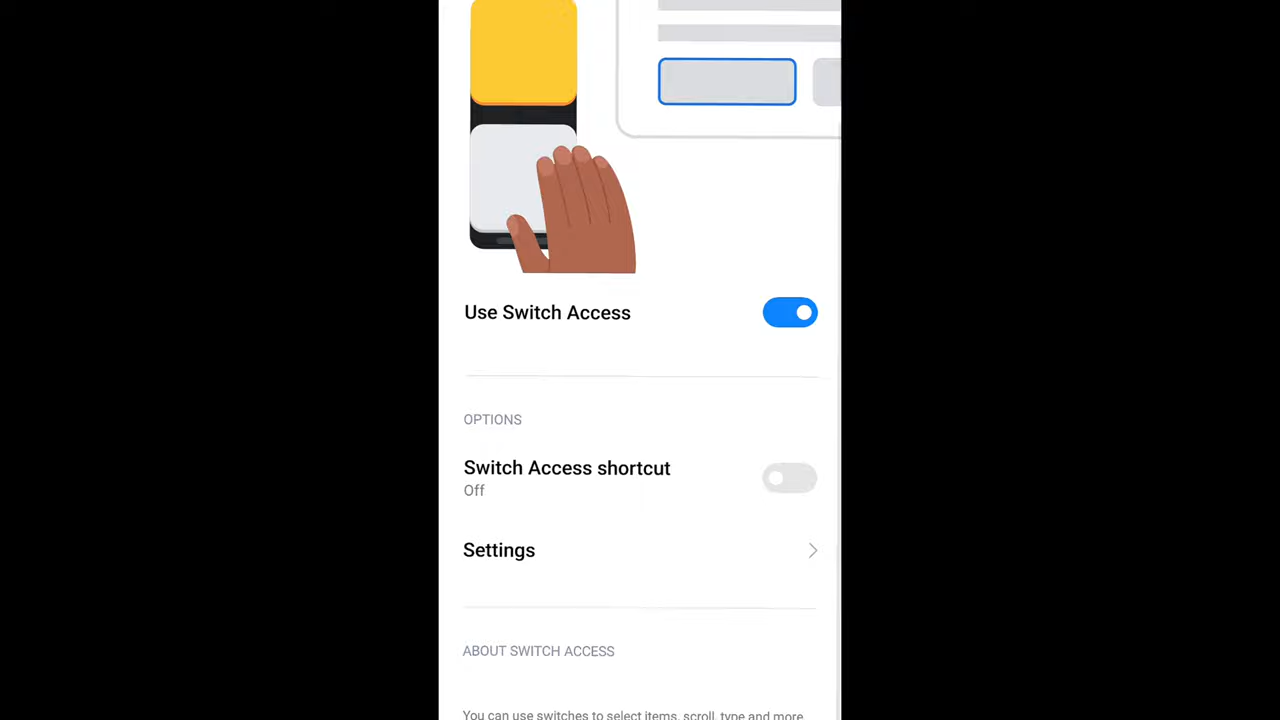 Use Switch Access
OPTIONS
Switch Access shortcut
Off
Settings
ABOUT SWITCH ACCESS
You can use switches to select items, scroll, type and more